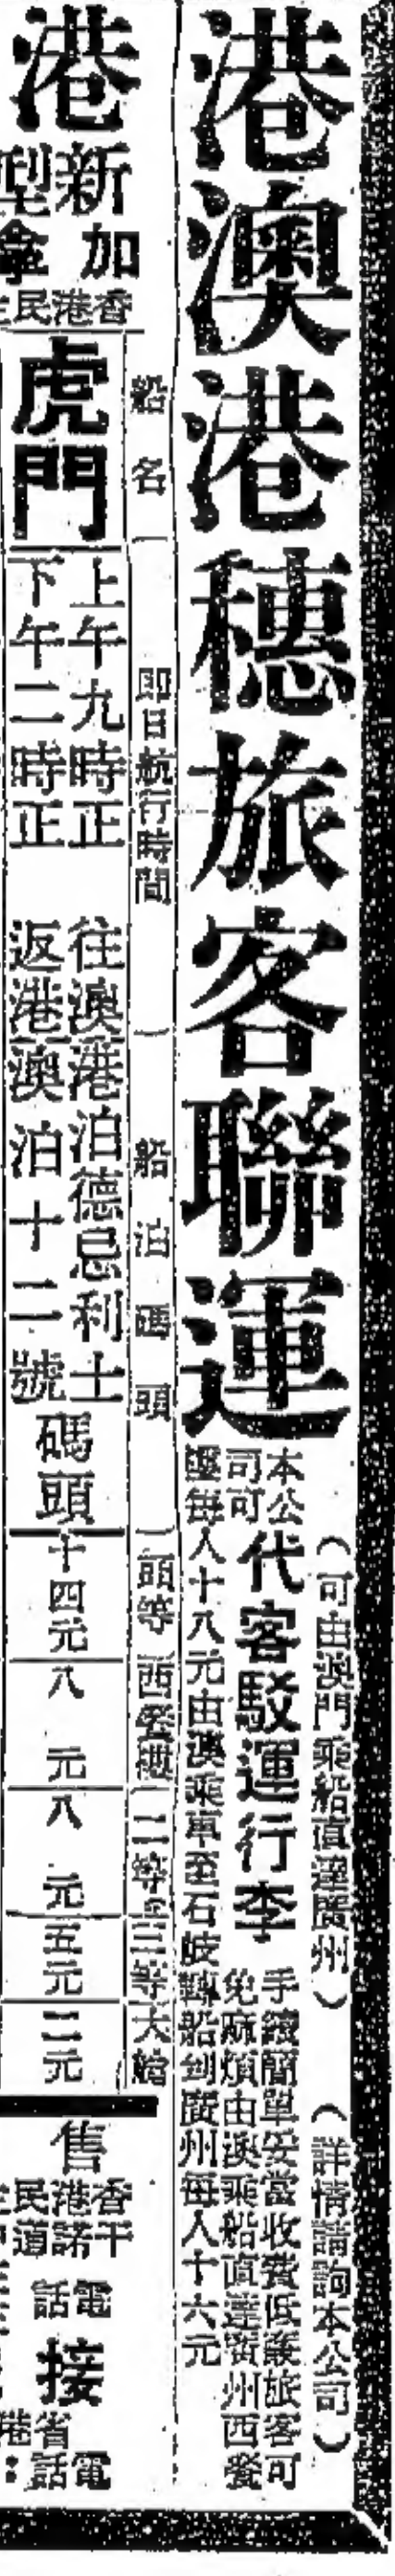 港澳港穗旅客聯運
（可由澳門乘船直達廣州）（詳情請詢本公司）
本公司可代客駁運行李
手續簡單妥當收費低廉旅客可
免麻煩由澳乘船直達廣州西餐
每人十八元由澳乘車至石岐轉船到廣州每人十六元
船名
即日航行時間
船泊碼頭
頭等
西餐
二等
三等
大艙
港
新
型
加
拿
香港民
虎門
上午九時正 往澳港泊德忌利士
下午二時正 返港澳泊十二號
碼頭
十四元
八元
八元
五元
二元
售
香港民
干諾道
電話
接
省港
電話